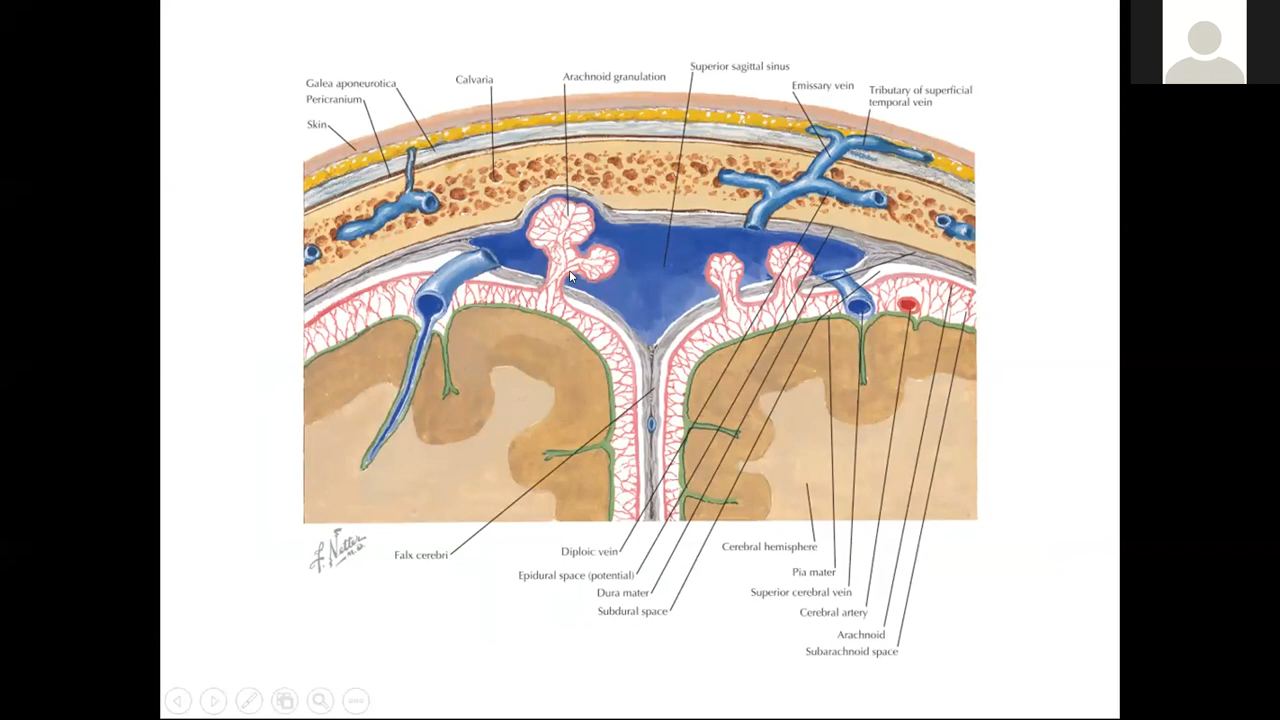 Superior sagittal sinus
Arachnoid granulation
Calvaria
Galea aponeurotica
Pericranium
Skin
Emissary vein
Tributary of superficial
temporal vein
F. Netter
M.D.
Falx cerebri
Diploic vein
Epidural space (potential)
Dura mater
Subdural space
Cerebral hemisphere
Pia mater
Superior cerebral vein
Cerebral artery
Arachnoid
Subarachnoid space